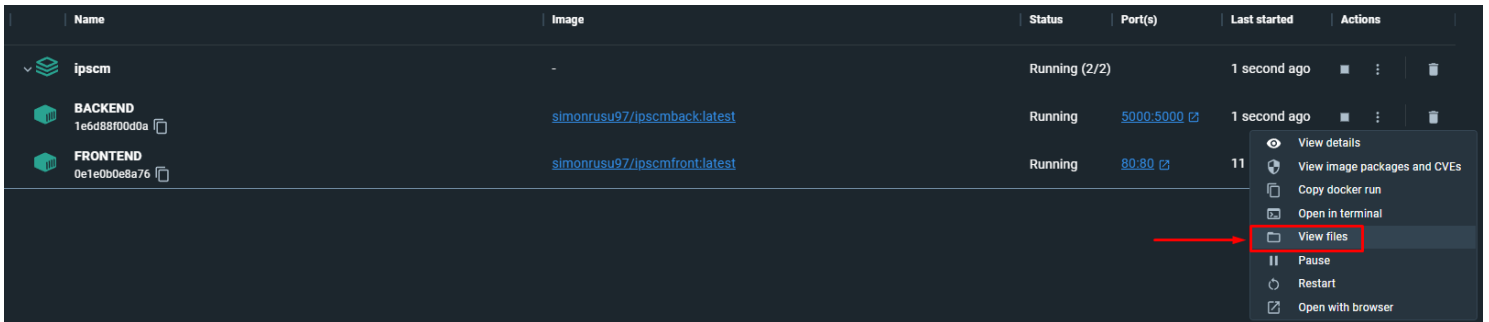 Name Image Status Port(s) Last started Actions
ipscm - Running (2/2) 1 second ago
BACKEND
1e6d88f00d0a simonrusu97/ipscmback:latest Running 5000:5000 1 second ago
FRONTEND
0e1e0b0e8a76 simonrusu97/ipscmfront:latest Running 80:80 11
View details
View image packages and CVEs
Copy docker run
Open in terminal
View files
Pause
Restart
Open with browser